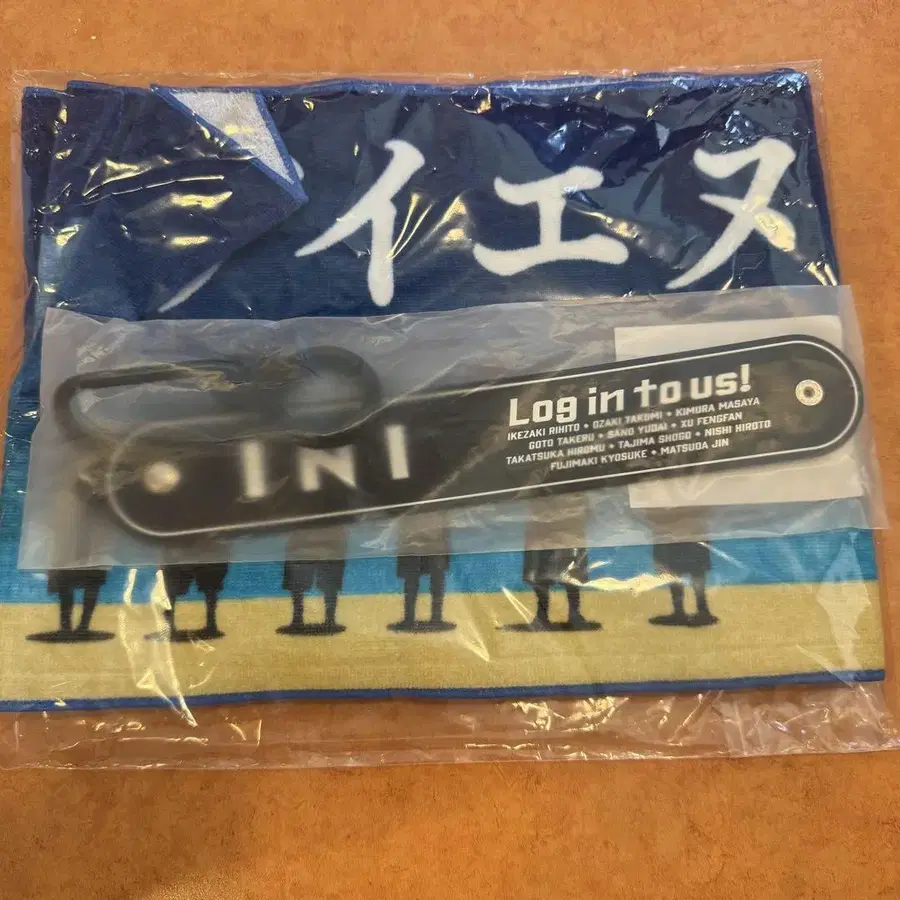 イエヌ
INI
Log in to us!
IKEZAKI RIHITO • OZAKI TAKUMI • KIMURA MASAYA
GOTO TAKERU • SANO YUDAI • XU FENGFAN
TAKATSUKA HIROMU • TAJIMA SHOGO • NISHI HIROTO
FUJIMAKI KYOSUKE • MATSUDA JIN